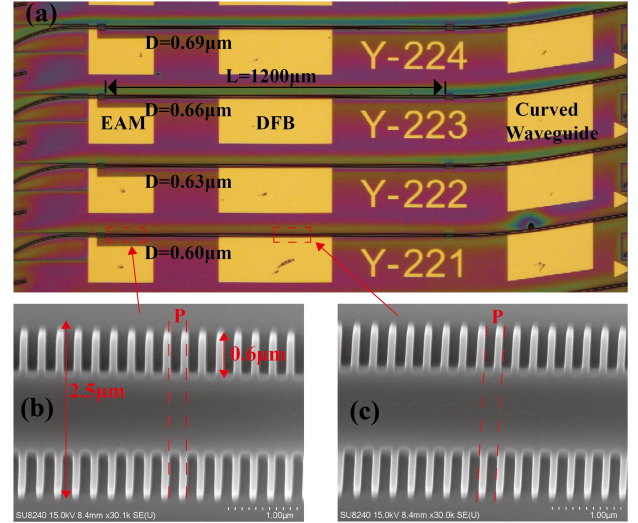 (a)
D=0.69μm
Y-224
L=1200μm
D=0.66μm
EAM
DFB
Y-223
Curved
Waveguide
D=0.63μm
Y-222
D=0.60μm
Y-221
P
0.6μm
2.5μm
(b)
SU8240 15.0kV 8.4mm x30.1k SE(U)
1.00μm
P
(c)
SU8240 15.0kV 8.4mm x30.0k SE(U)
1.00μm